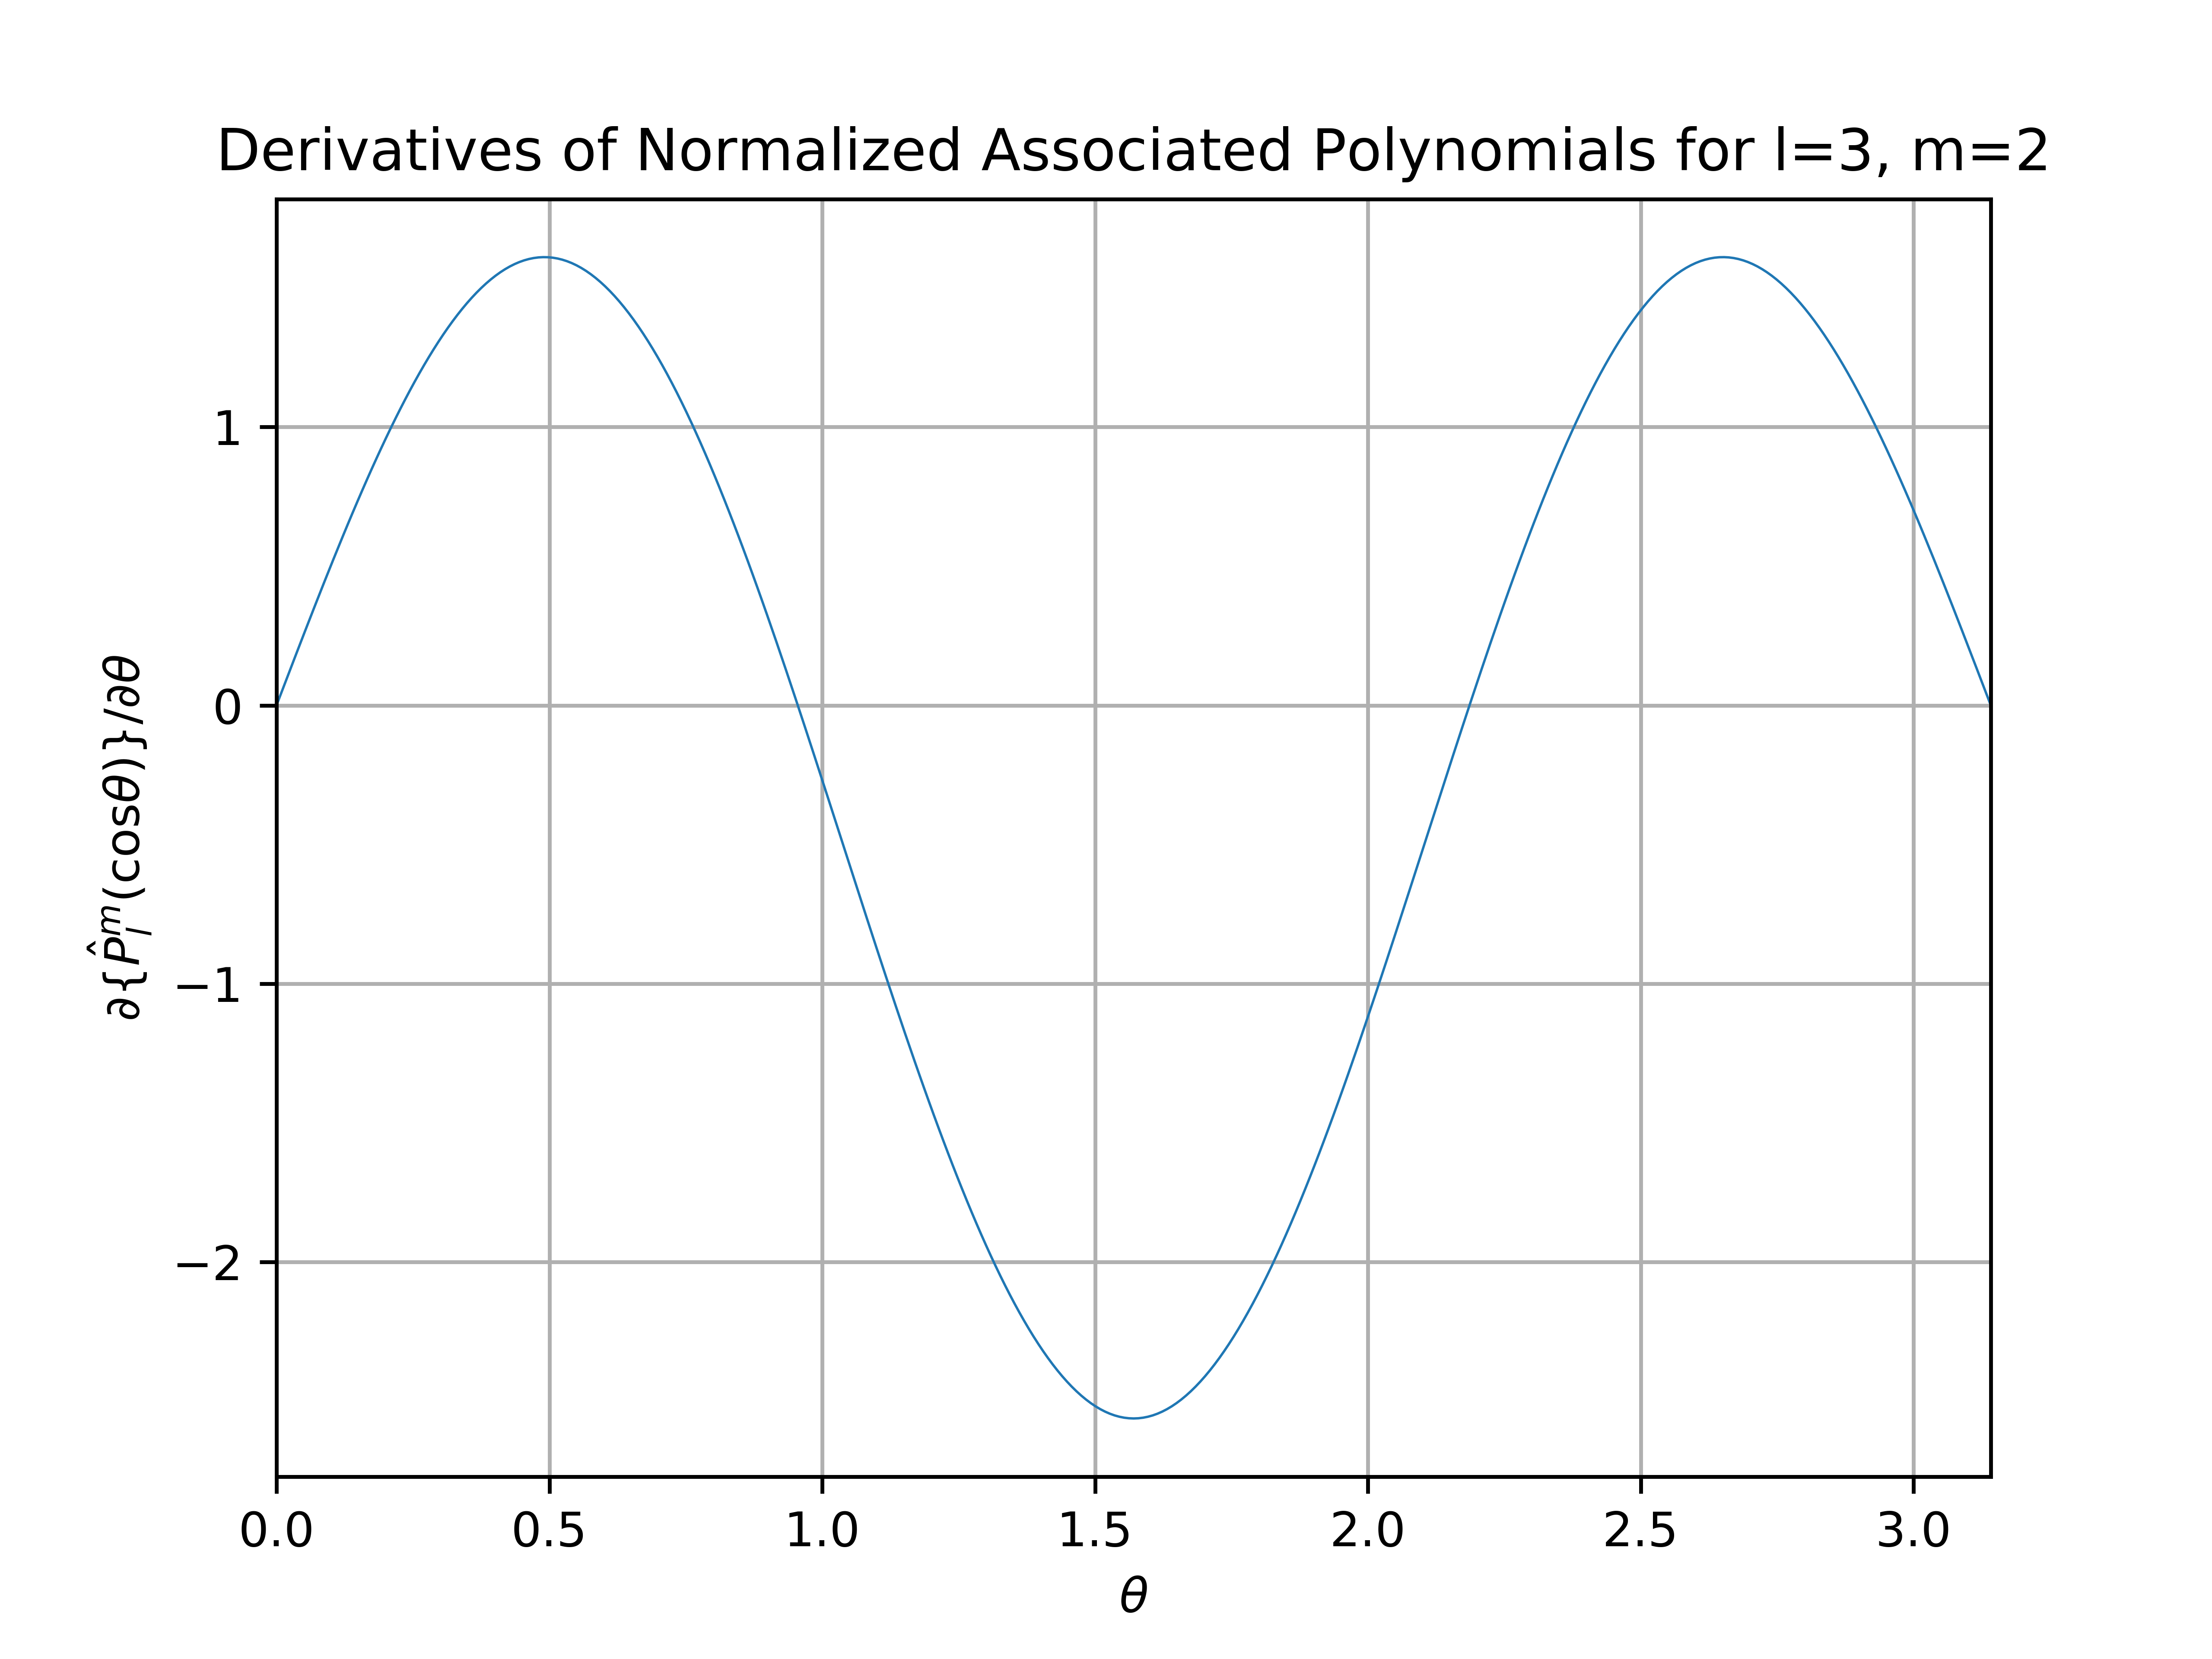 Derivatives of Normalized Associated Polynomials for l=3, m=2
∂{P̂ₗᵐ(cosθ)}/∂θ
1
0
−1
−2
0.0 0.5 1.0 1.5 2.0 2.5 3.0
θ